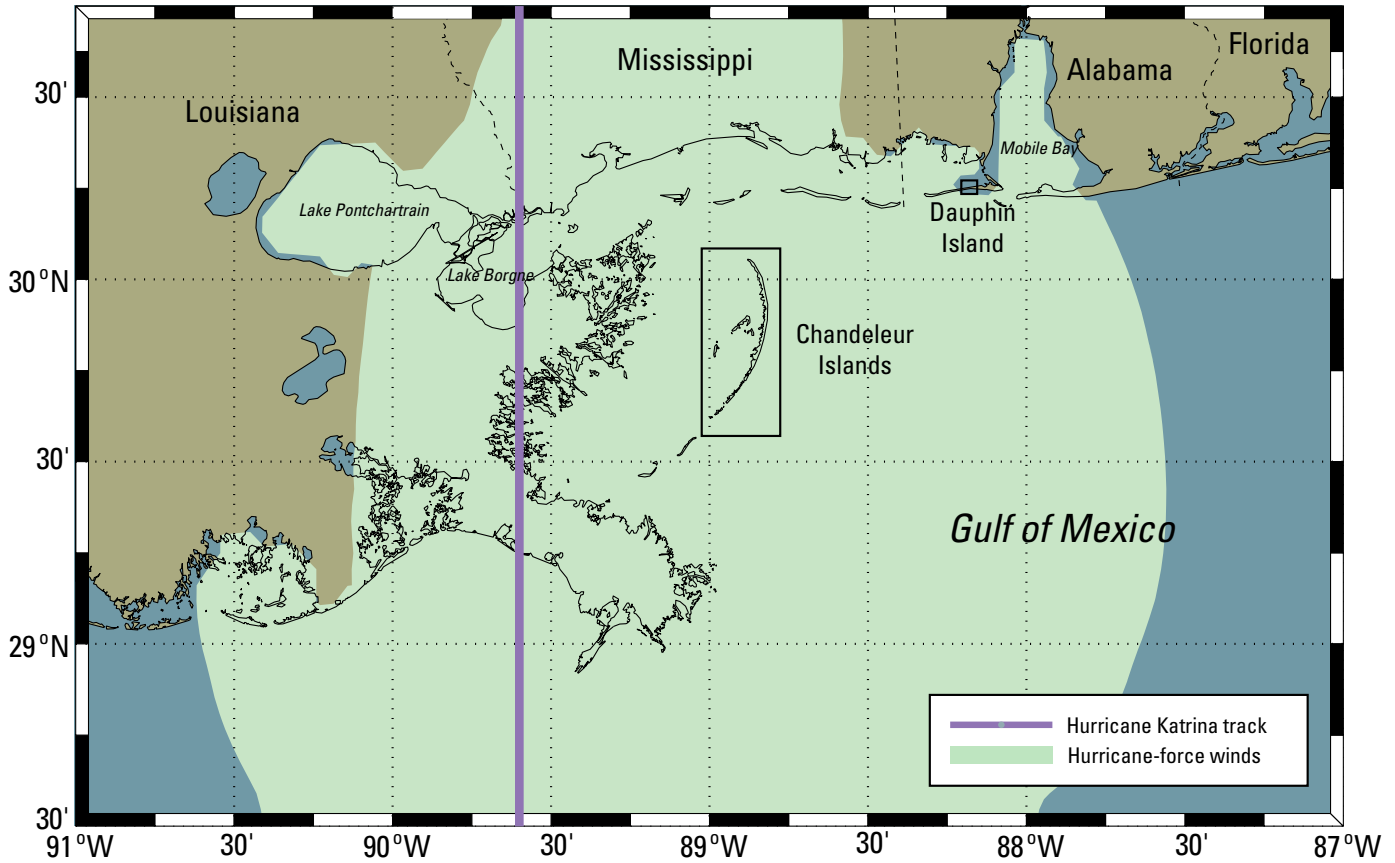 Mississippi
Florida
Alabama
30'
Louisiana
Mobile Bay
Lake Pontchartrain
Dauphin
Island
30°N
Lake Borgne
Chandeleur
Islands
30'
Gulf of Mexico
29°N
Hurricane Katrina track
Hurricane-force winds
30'
91°W
30'
90°W
30'
89°W
30'
88°W
30'
87°W